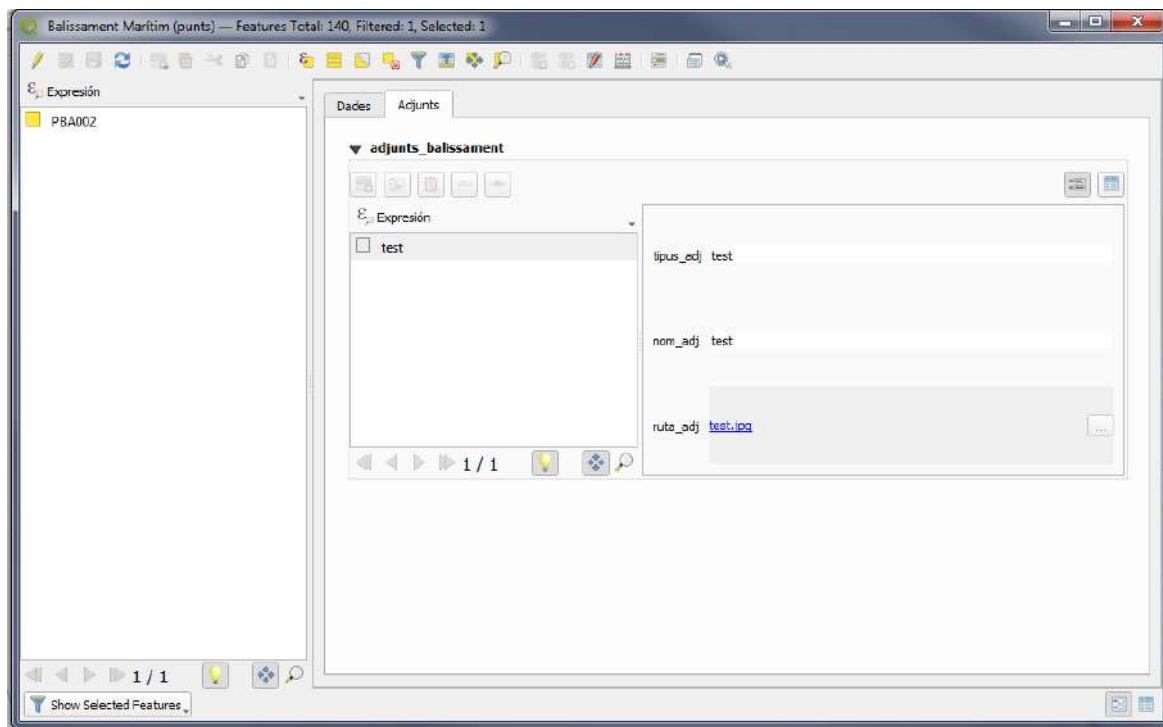 Balissament Marítim (punts) — Features Total: 140, Filtered: 1, Selected: 1
Expresión
PBA002
1 / 1
Show Selected Features
Dades
Adjunts
adjunts_balissament
Expresión
test
1 / 1
tipus_adj test
nom_adj test
ruta_adj test.jpg
...